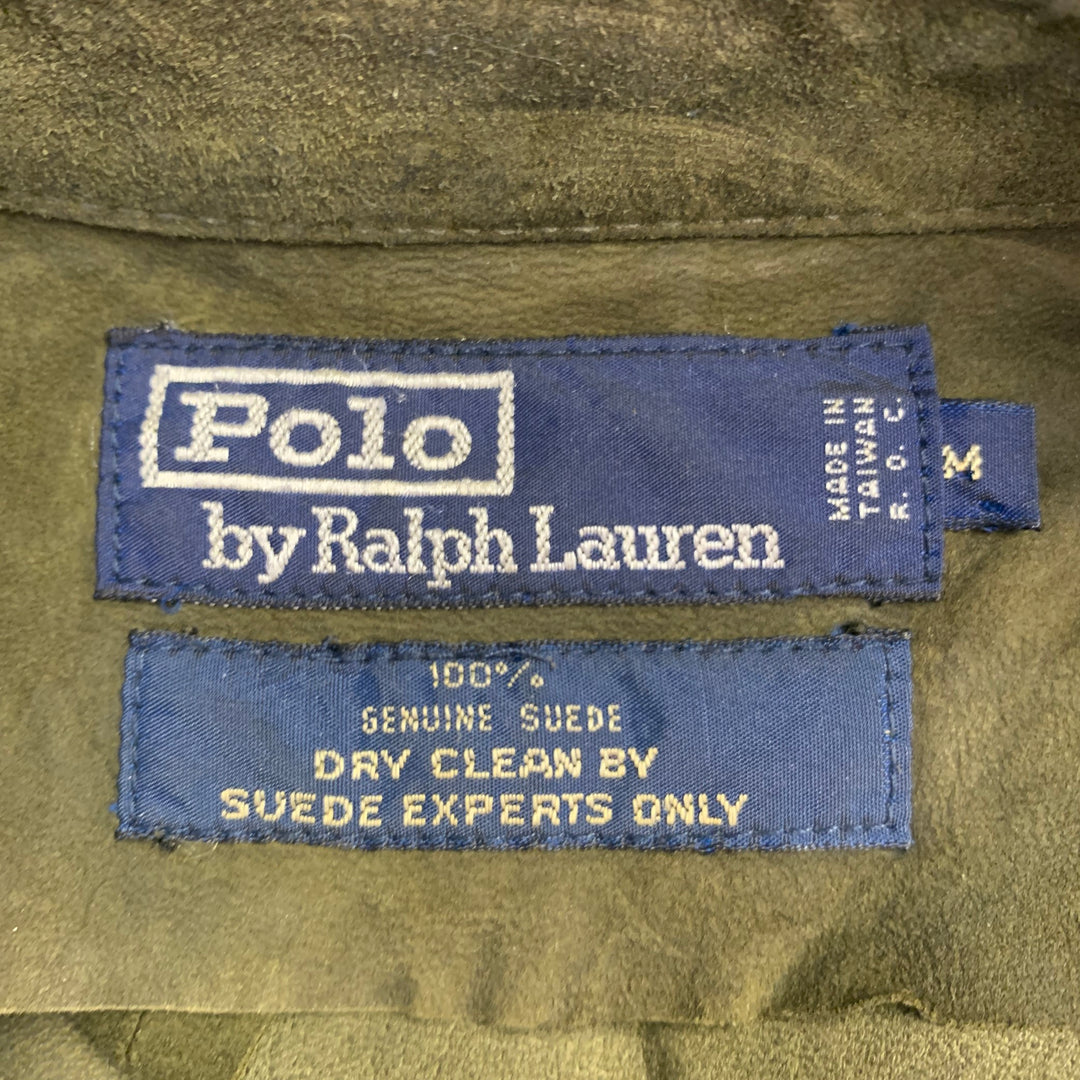 Polo
by Ralph Lauren
MADE IN
TAIWAN
R. O. C.
M
100%
GENUINE SUEDE
DRY CLEAN BY
SUEDE EXPERTS ONLY